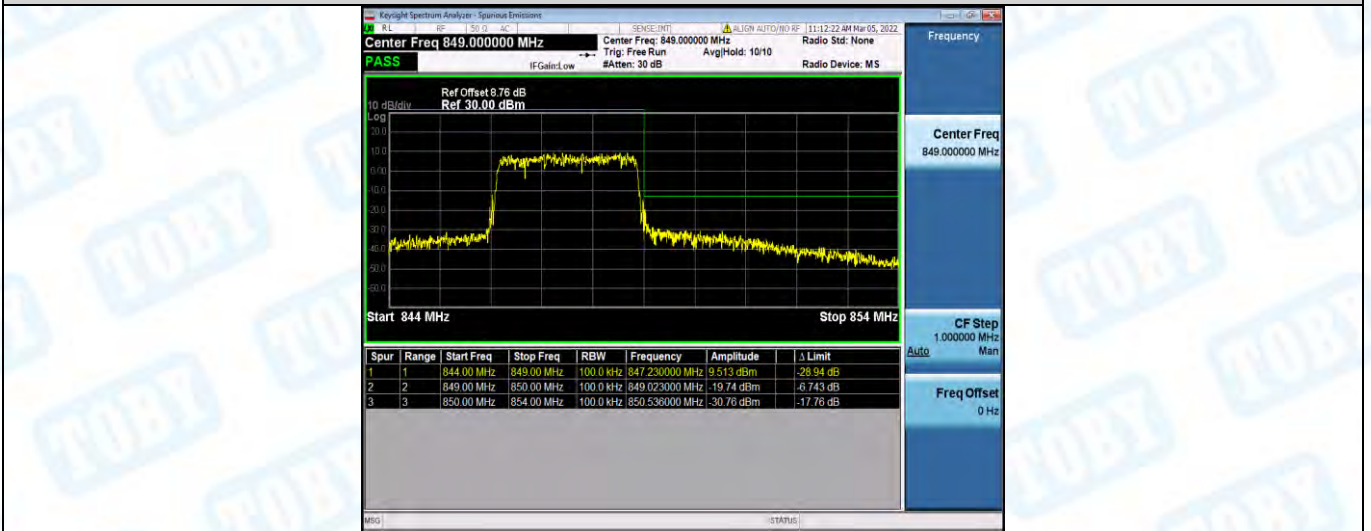 Keysight Spectrum Analyzer - Spurious Emissions
RL RF 50 Ω AC SENSE:INT ALIGN AUTO/NO RF 11:12:22 AM Mar 05, 2022
Center Freq 849.000000 MHz
Center Freq: 849.000000 MHz Radio Std: None
Trig: Free Run Avg|Hold: 10/10
PASS IFGain:Low #Atten: 30 dB Radio Device: MS
Frequency
Ref Offset 8.76 dB
10 dB/div Ref 30.00 dBm
Log
20.0
10.0
0.00
-10.0
-20.0
-30.0
-40.0
-50.0
-60.0
Start 844 MHz Stop 854 MHz
Spur Range Start Freq Stop Freq RBW Frequency Amplitude Δ Limit
1 1 844.00 MHz 849.00 MHz 100.0 kHz 847.230000 MHz 9.513 dBm -28.94 dB
2 2 849.00 MHz 850.00 MHz 100.0 kHz 849.023000 MHz -19.74 dBm -6.743 dB
3 3 850.00 MHz 854.00 MHz 100.0 kHz 850.536000 MHz -30.76 dBm -17.76 dB
Center Freq
849.000000 MHz
CF Step
1.000000 MHz
Auto Man
Freq Offset
0 Hz
MSG STATUS
TOBY
TOBY
TOBY
TOBY
TOBY
TOBY
TOBY